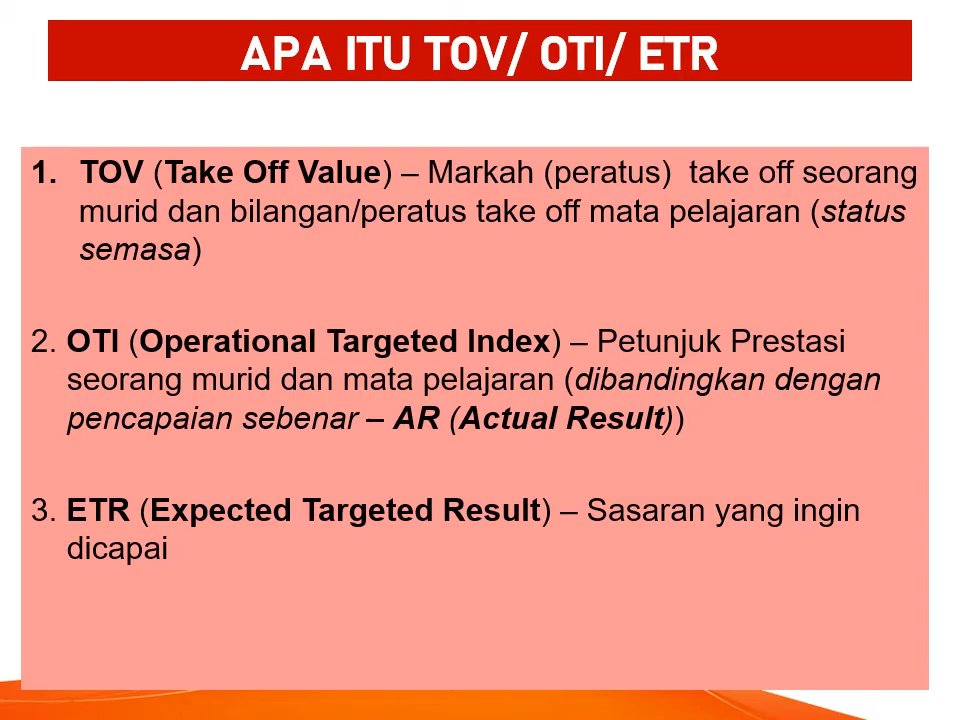 APA ITU TOV/ OTI/ ETR
1. TOV (Take Off Value) – Markah (peratus)  take off seorang
murid dan bilangan/peratus take off mata pelajaran (status
semasa)
2. OTI (Operational Targeted Index) – Petunjuk Prestasi
seorang murid dan mata pelajaran (dibandingkan dengan
pencapaian sebenar – AR (Actual Result))
3. ETR (Expected Targeted Result) – Sasaran yang ingin
dicapai